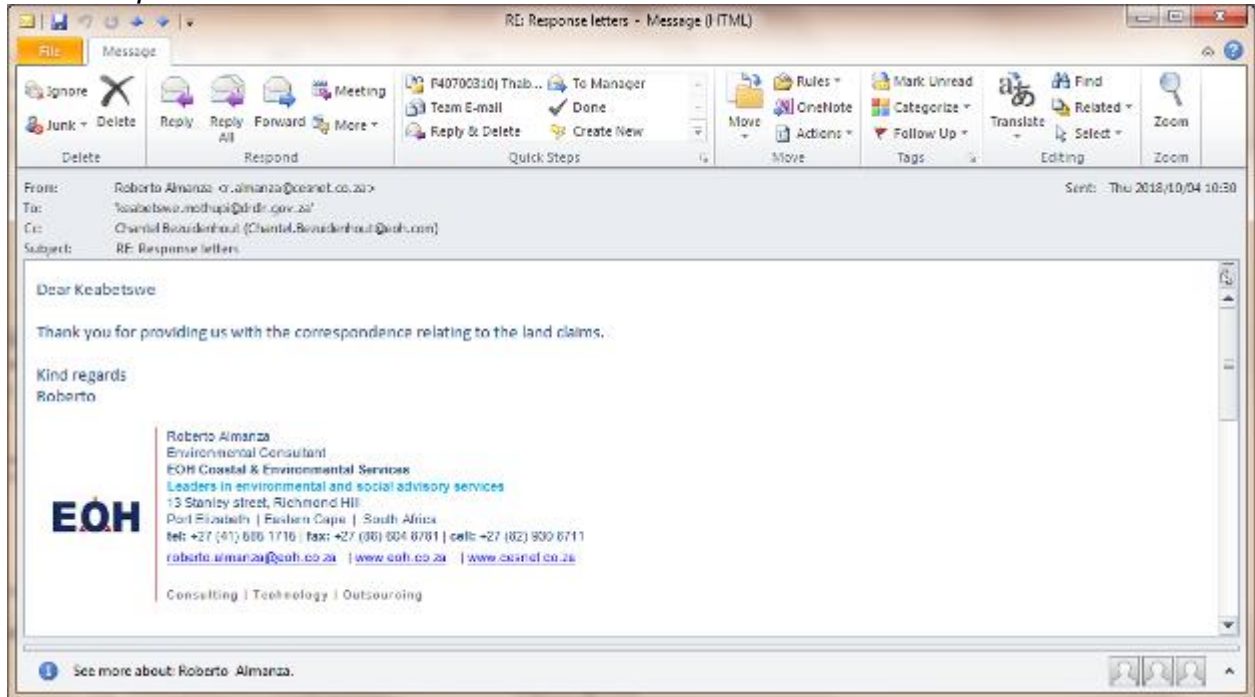 RE: Response letters - Message (HTML)
File Message
Ignore Delete Reply Reply All Forward Meeting
Junk More
To Manager
Team E-mail Done
Reply & Delete Create New
Move Rules OneNote Actions
Mark Unread Categorize Follow Up
Translate Find Related Select Zoom
Delete Respond Quick Steps Move Tags Editing Zoom
From: Roberto Almanza <r.almanza@cesnet.co.za> Sent: Thu 2018/10/04 10:30
To: 'keabetswe.mothupi@drdlr.gov.za'
Cc: Chantel Bezuidenhout (Chantel.Bezuidenhout@eoh.com)
Subject: RE: Response letters
Dear Keabetswe
Thank you for providing us with the correspondence relating to the land claims.
Kind regards
Roberto
EOH
Roberto Almanza
Environmental Consultant
EOH Coastal & Environmental Services
Leaders in environmental and social advisory services
13 Stanley street, Richmond Hill
Port Elizabeth | Eastern Cape | South Africa
tel: fax: cell:
roberto.almanza@eoh.co.za | www.eoh.co.za | www.cesnet.co.za
Consulting | Technology | Outsourcing
See more about: Roberto Almanza.